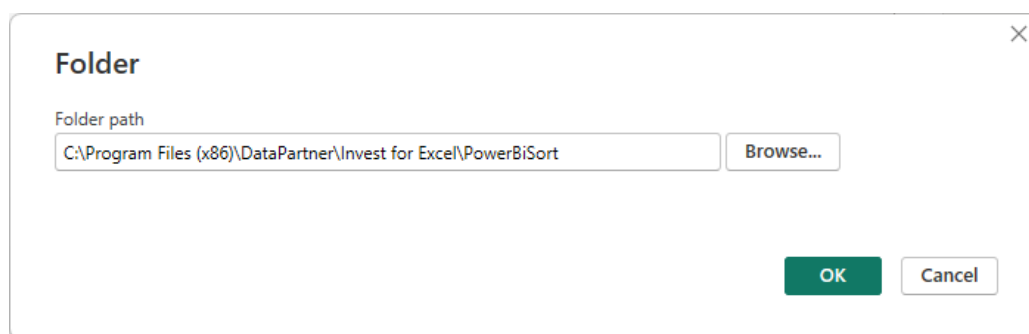 Folder
Folder path
C:\Program Files (x86)\DataPartner\Invest for Excel\PowerBiSort
Browse...
OK
Cancel